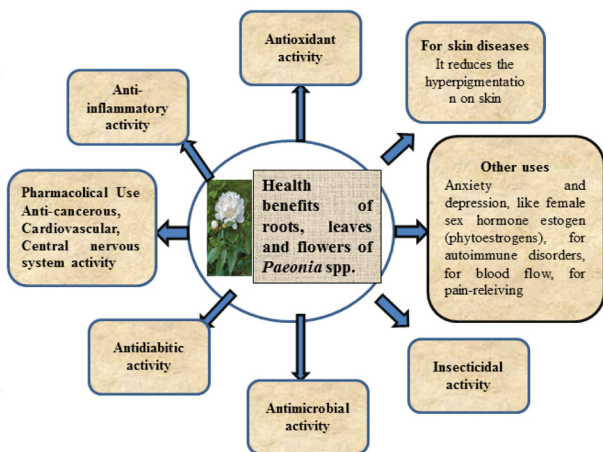 Antioxidant
activity
For skin diseases
It reduces the
hyperpigmentatio
n on skin
Anti-
inflammatory
activity
Health
benefits of
roots, leaves
and flowers of
Paeonia spp.
Other uses
Anxiety and
depression, like female
sex hormone estogen
(phytoestrogens), for
autoimmune disorders,
for blood flow, for
pain-releiving
Pharmacolical Use
Anti-cancerous,
Cardiovascular,
Central nervous
system activity
Antidiabitic
activity
Antimicrobial
activity
Insecticidal
activity